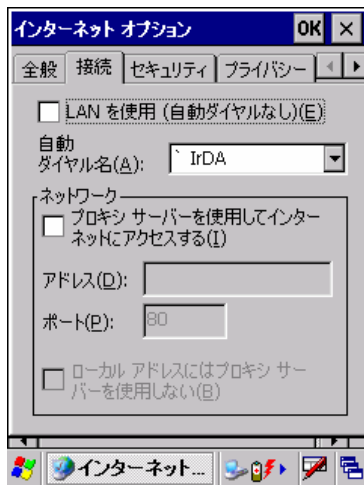 インターネット オプション OK ×
全般 接続 セキュリティ プライバシー
LAN を使用 (自動ダイヤルなし)(E)
自動
ダイヤル名(A): ` IrDA
ネットワーク
プロキシ サーバーを使用してインター
ネットにアクセスする(I)
アドレス(D):
ポート(P): 80
ローカル アドレスにはプロキシ サー
バーを使用しない(B)
インターネット...